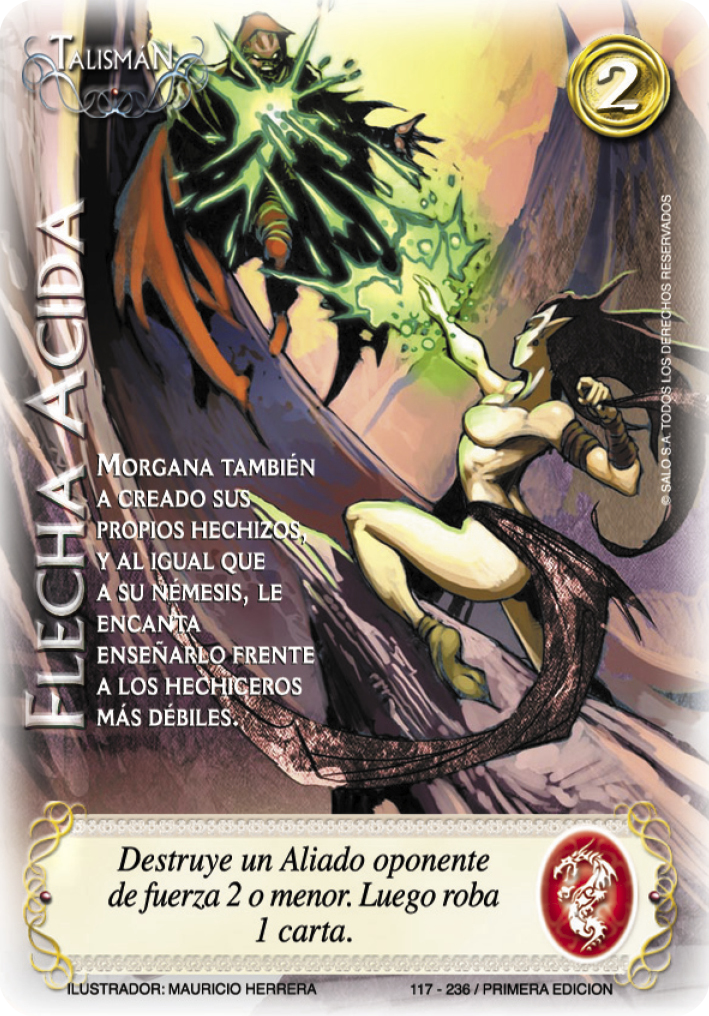 TALISMÁN
2
FLECHA ACIDA
© SALO S.A. TODOS LOS DERECHOS RESERVADOS
MORGANA TAMBIÉN
A CREADO SUS
PROPIOS HECHIZOS,
Y AL IGUAL QUE
A SU NÉMESIS, LE
ENCANTA
ENSEÑARLO FRENTE
A LOS HECHICEROS
MÁS DÉBILES.
Destruye un Aliado oponente
de fuerza 2 o menor. Luego roba
1 carta.
ILUSTRADOR: MAURICIO HERRERA
117 - 236 / PRIMERA EDICION